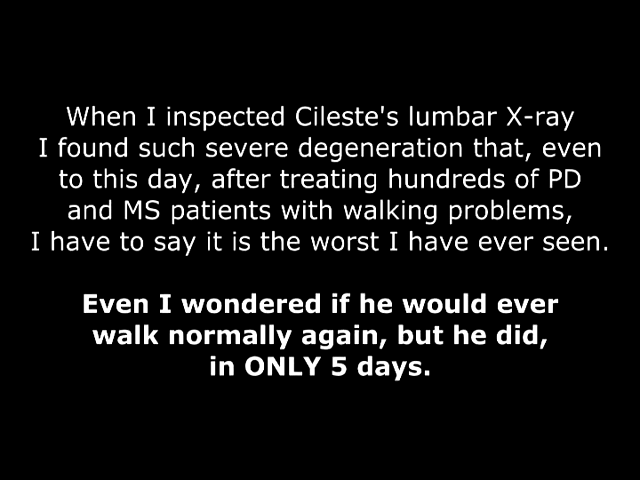 When I inspected Cileste's lumbar X-ray
I found such severe degeneration that, even
to this day, after treating hundreds of PD
and MS patients with walking problems,
I have to say it is the worst I have ever seen.
Even I wondered if he would ever
walk normally again, but he did,
in ONLY 5 days.